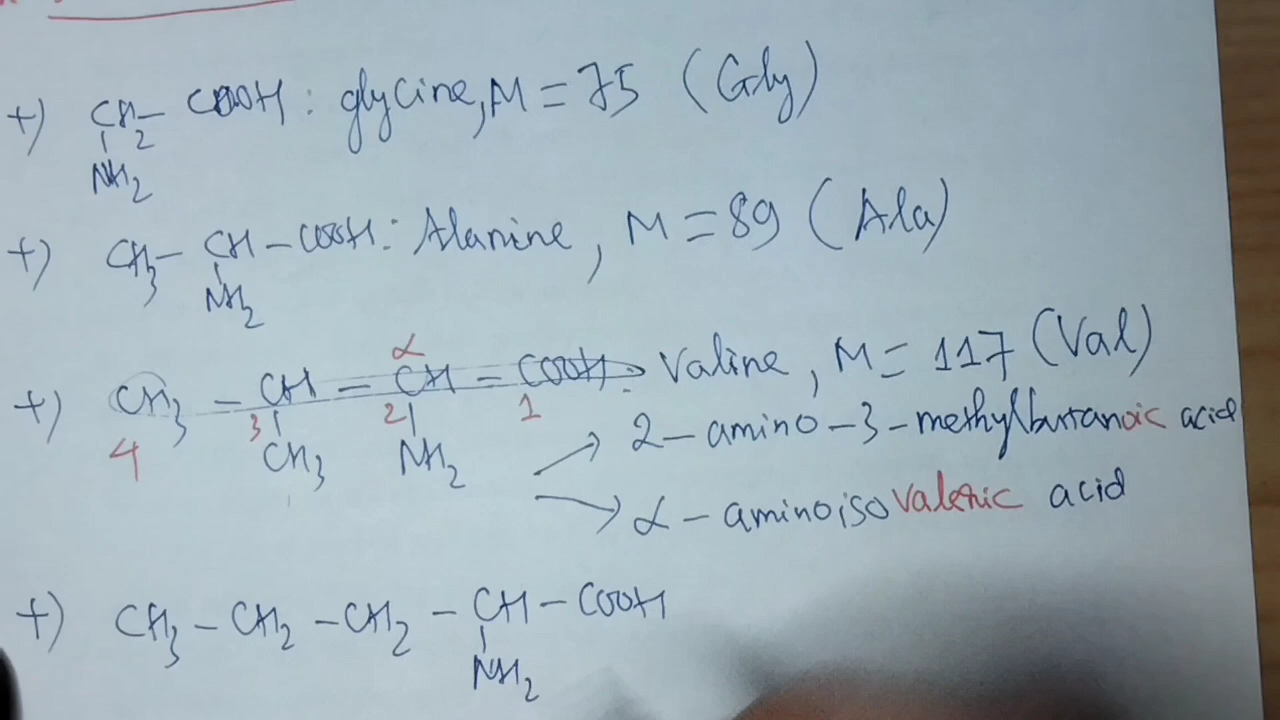 +) CH2 – COOH : glycine, M = 75 (Gly)
NH2
+) CH3 – CH – COOH : Alanine, M = 89 (Ala)
NH2
α
+) CH3 – CH – CH – COOH : Valine, M = 117 (Val)
4 3 2 1
CH3 NH2
→ 2 – amino – 3 – methylbutanoic acid
→ α – aminoisovaleric acid
+) CH3 – CH2 – CH2 – CH – COOH
NH2